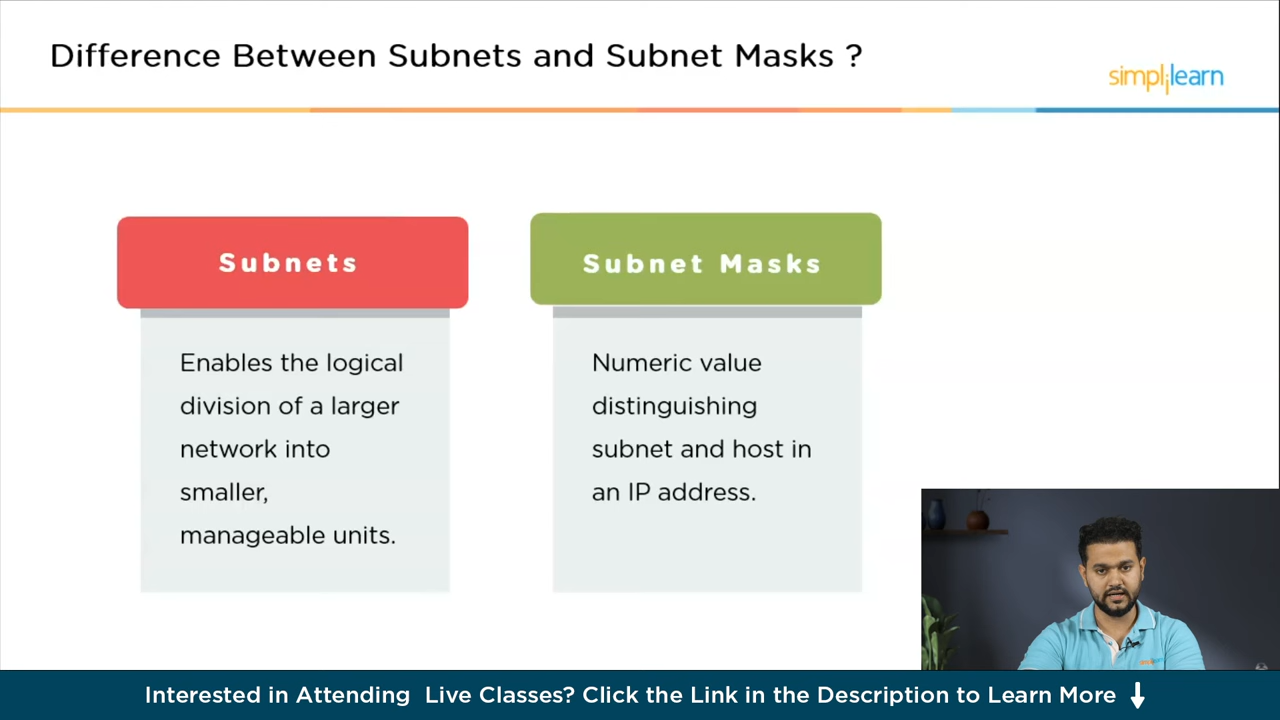 Difference Between Subnets and Subnet Masks ?
simplilearn
Subnets
Enables the logical
division of a larger
network into
smaller,
manageable units.
Subnet Masks
Numeric value
distinguishing
subnet and host in
an IP address.
Interested in Attending Live Classes? Click the Link in the Description to Learn More